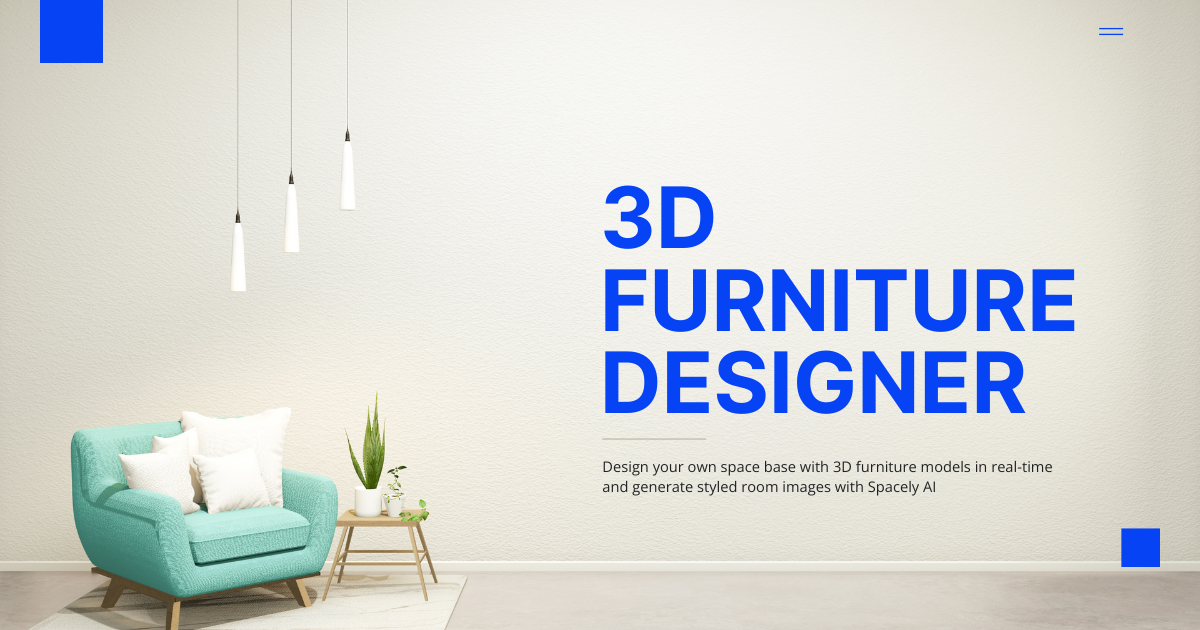 3D
FURNITURE
DESIGNER
Design your own space base with 3D furniture models in real-time
and generate styled room images with Spacely AI